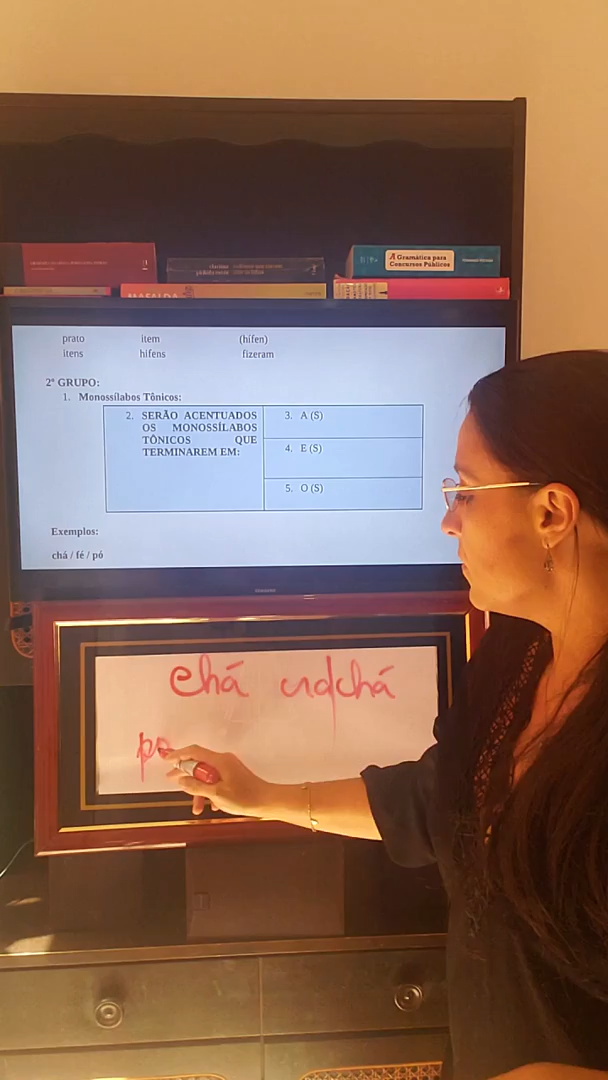 A Gramática para
Concursos Públicos
MAFALDA
prato item (hífen)
itens hifens fizeram
2º GRUPO:
1. Monossílabos Tônicos:
2. SERÃO ACENTUADOS OS MONOSSÍLABOS TÔNICOS QUE TERMINAREM EM:
3. A (S)
4. E (S)
5. O (S)
Exemplos:
chá / fé / pó
chá